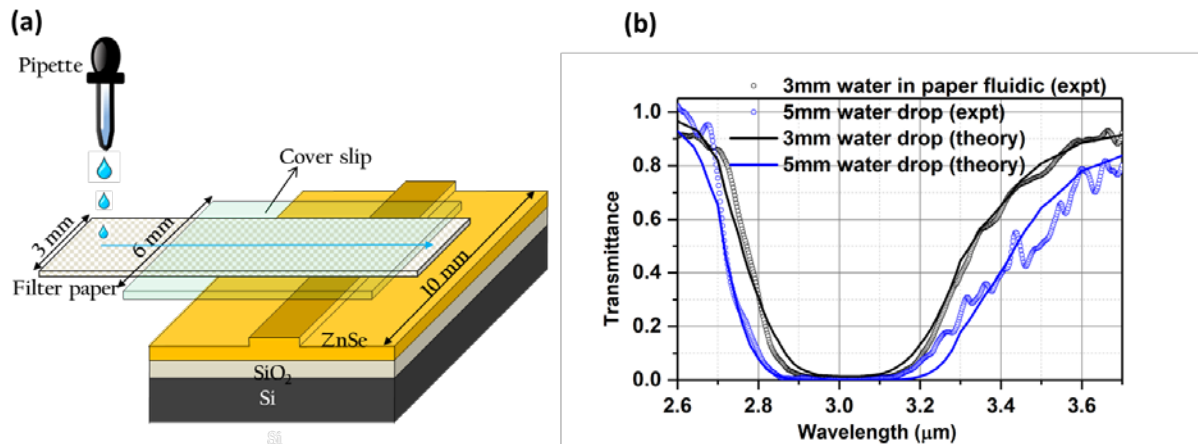 (a)
Pipette
Cover slip
3 mm
6 mm
10 mm
Filter paper
ZnSe
SiO₂
Si
Si
(b)
3mm water in paper fluidic (expt)
5mm water drop (expt)
3mm water drop (theory)
5mm water drop (theory)
Transmittance
1.0
0.8
0.6
0.4
0.2
0.0
2.6 2.8 3.0 3.2 3.4 3.6
Wavelength (μm)